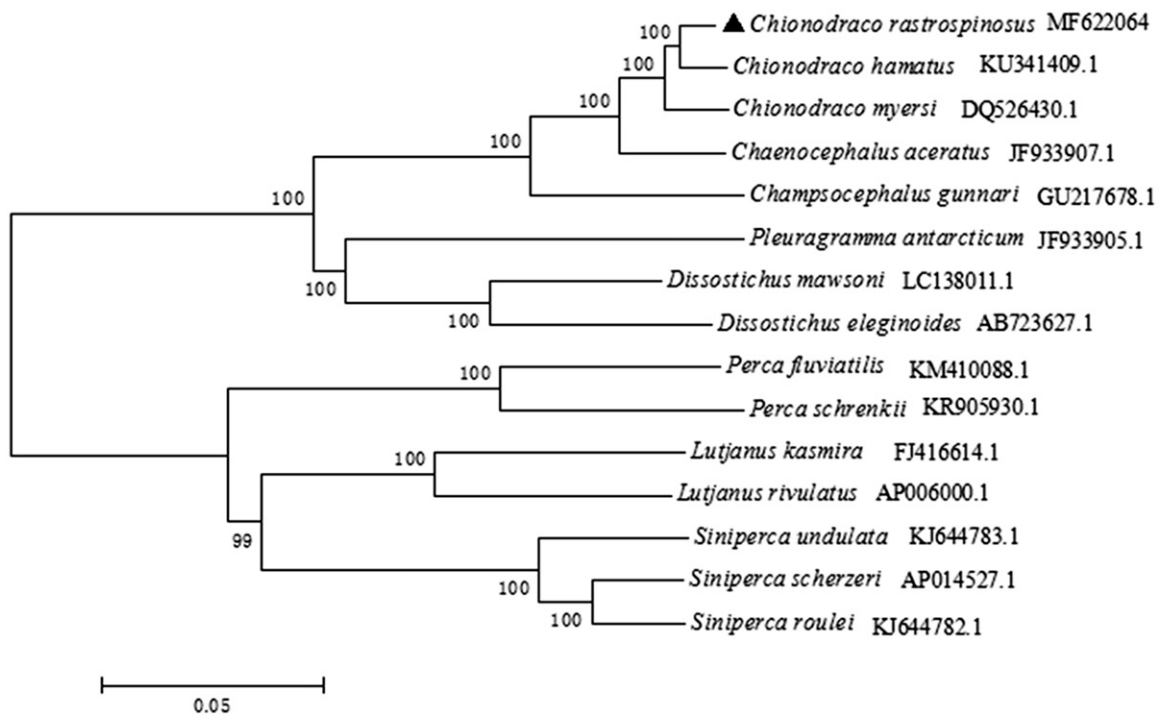 100 Chionodraco rastrospinosus MF622064
100 Chionodraco hamatus KU341409.1
100 Chionodraco myersi DQ526430.1
100 Chaenocephalus aceratus JF933907.1
100 Champsocephalus gunnari GU217678.1
Pleuragramma antarcticum JF933905.1
100 Dissostichus mawsoni LC138011.1
100 Dissostichus eleginoides AB723627.1
100 Perca fluviatilis KM410088.1
Perca schrenkii KR905930.1
100 Lutjanus kasmira FJ416614.1
Lutjanus rivulatus AP006000.1
99 Siniperca undulata KJ644783.1
100 Siniperca scherzeri AP014527.1
100 Siniperca roulei KJ644782.1
0.05